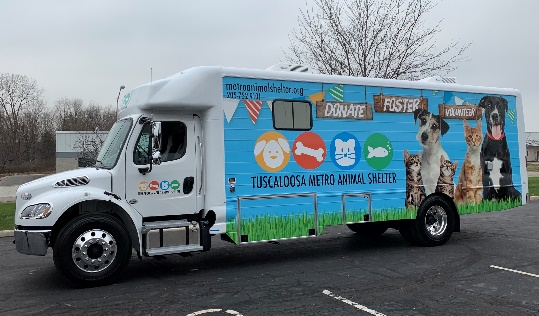 metroanimalshelter.org
DONATE
FOSTER
VOLUNTEER
TUSCALOOSA METRO ANIMAL SHELTER